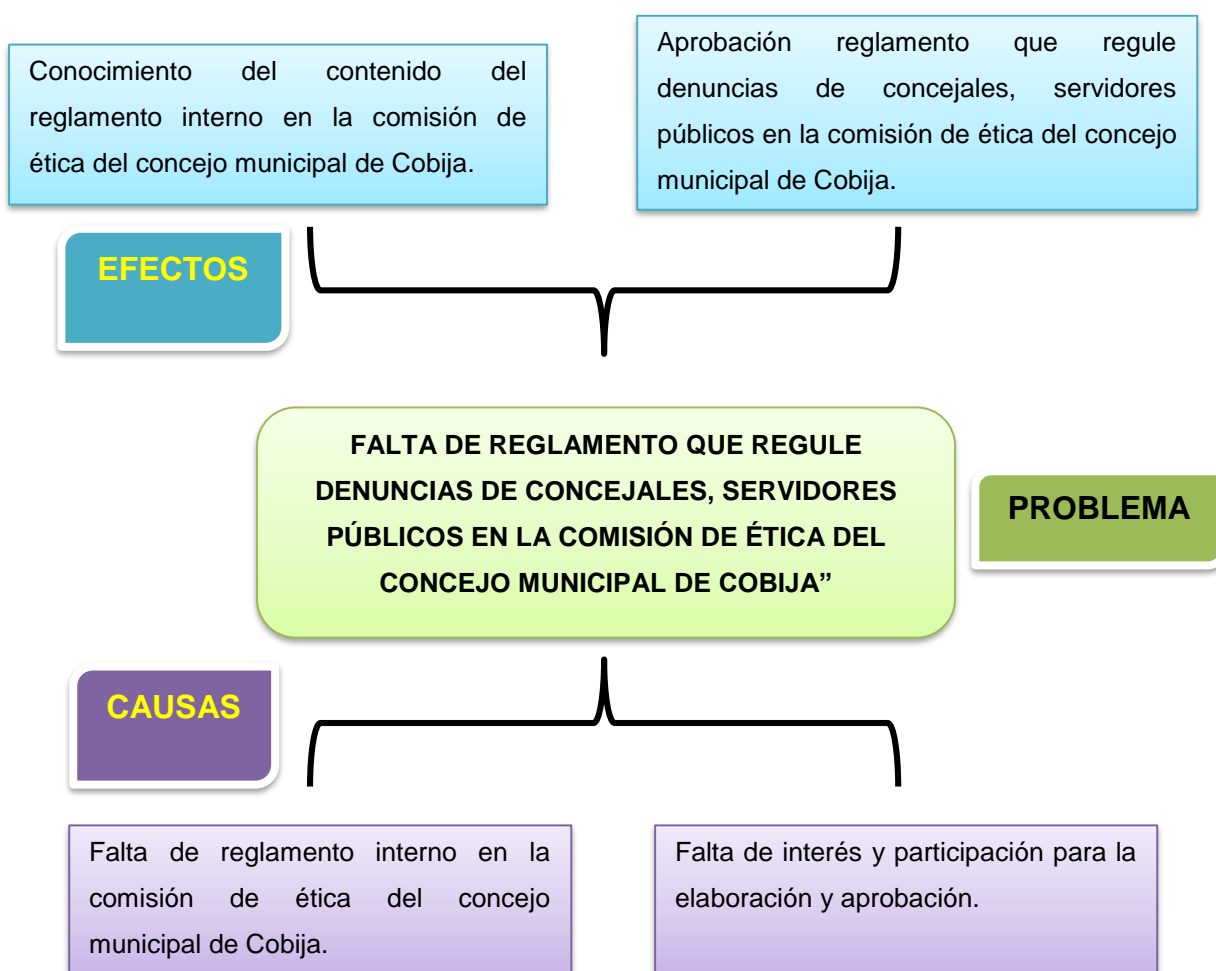 Conocimiento del contenido del
reglamento interno en la comisión de
ética del concejo municipal de Cobija.
Aprobación reglamento que regule
denuncias de concejales, servidores
públicos en la comisión de ética del concejo
municipal de Cobija.
EFECTOS
FALTA DE REGLAMENTO QUE REGULE
DENUNCIAS DE CONCEJALES, SERVIDORES
PÚBLICOS EN LA COMISIÓN DE ÉTICA DEL
CONCEJO MUNICIPAL DE COBIJA”
PROBLEMA
CAUSAS
Falta de reglamento interno en la
comisión de ética del concejo
municipal de Cobija.
Falta de interés y participación para la
elaboración y aprobación.